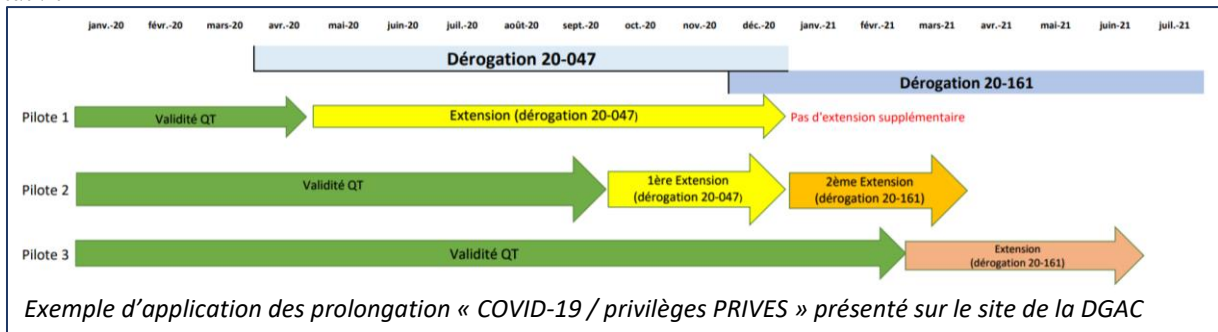 janv.-20 févr.-20 mars-20 avr.-20 mai-20 juin-20 juil.-20 août-20 sept.-20 oct.-20 nov.-20 déc.-20 janv.-21 févr.-21 mars-21 avr.-21 mai-21 juin-21 juil.-21
Dérogation 20-047
Dérogation 20-161
Pilote 1 Validité QT Extension (dérogation 20-047) Pas d'extension supplémentaire
Pilote 2 Validité QT
1ère Extension
(dérogation 20-047)
2ème Extension
(dérogation 20-161)
Pilote 3 Validité QT
Extension
(dérogation 20-161)
Exemple d'application des prolongation « COVID-19 / privilèges PRIVES » présenté sur le site de la DGAC